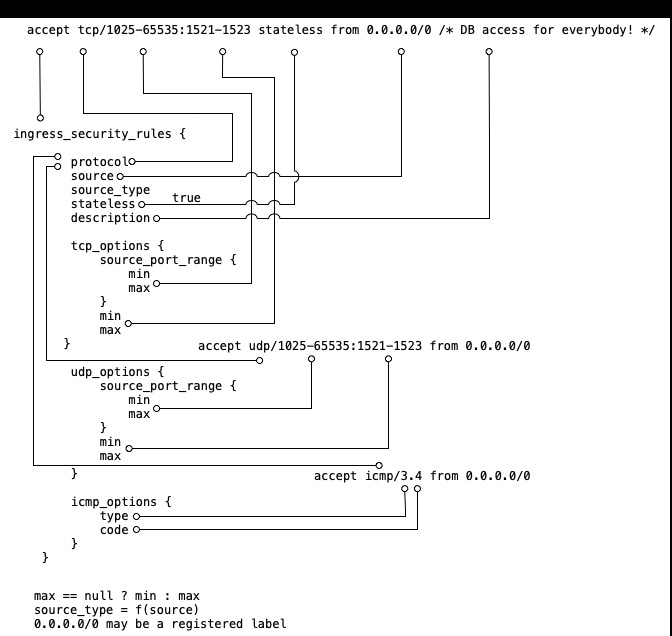 accept tcp/1025-65535:1521-1523 stateless from 0.0.0.0/0 /* DB access for everybody! */
ingress_security_rules {
protocol
source
source_type
stateless true
description
tcp_options {
source_port_range {
min
max
}
min
max
}
accept udp/1025-65535:1521-1523 from 0.0.0.0/0
udp_options {
source_port_range {
min
max
}
min
max
}
accept icmp/3.4 from 0.0.0.0/0
icmp_options {
type
code
}
}
max == null ? min : max
source_type = f(source)
0.0.0.0/0 may be a registered label